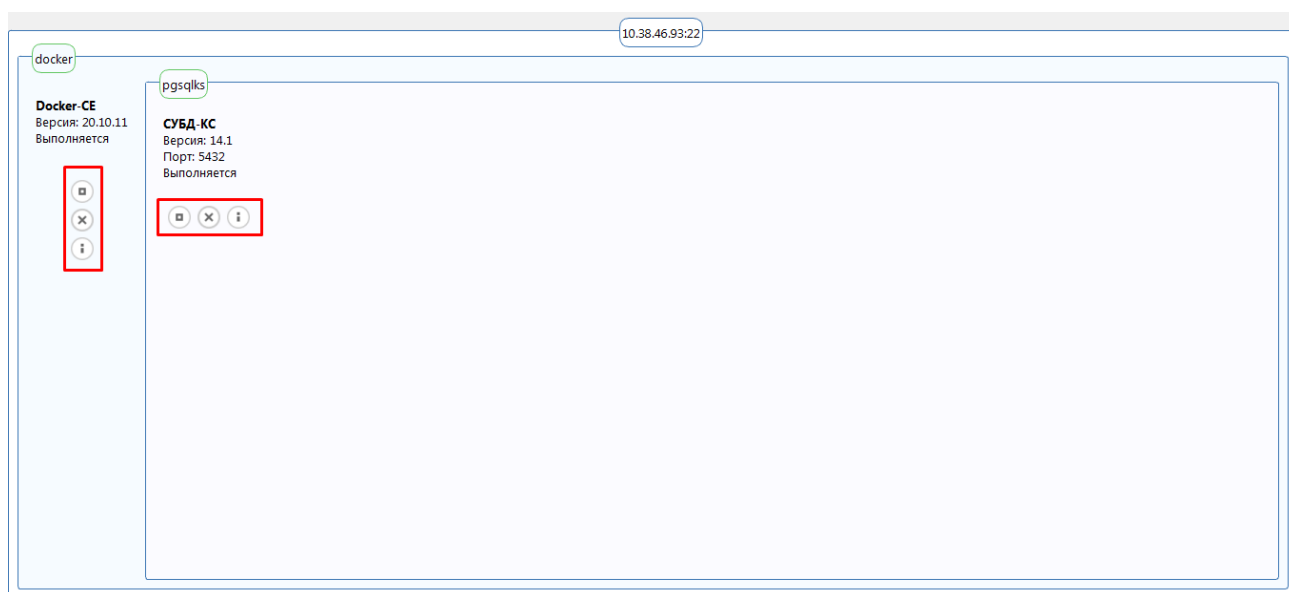 10.38.46.93:22
docker
Docker-CE
Версия: 20.10.11
Выполняется
pgsqlks
СУБД-КС
Версия: 14.1
Порт: 5432
Выполняется